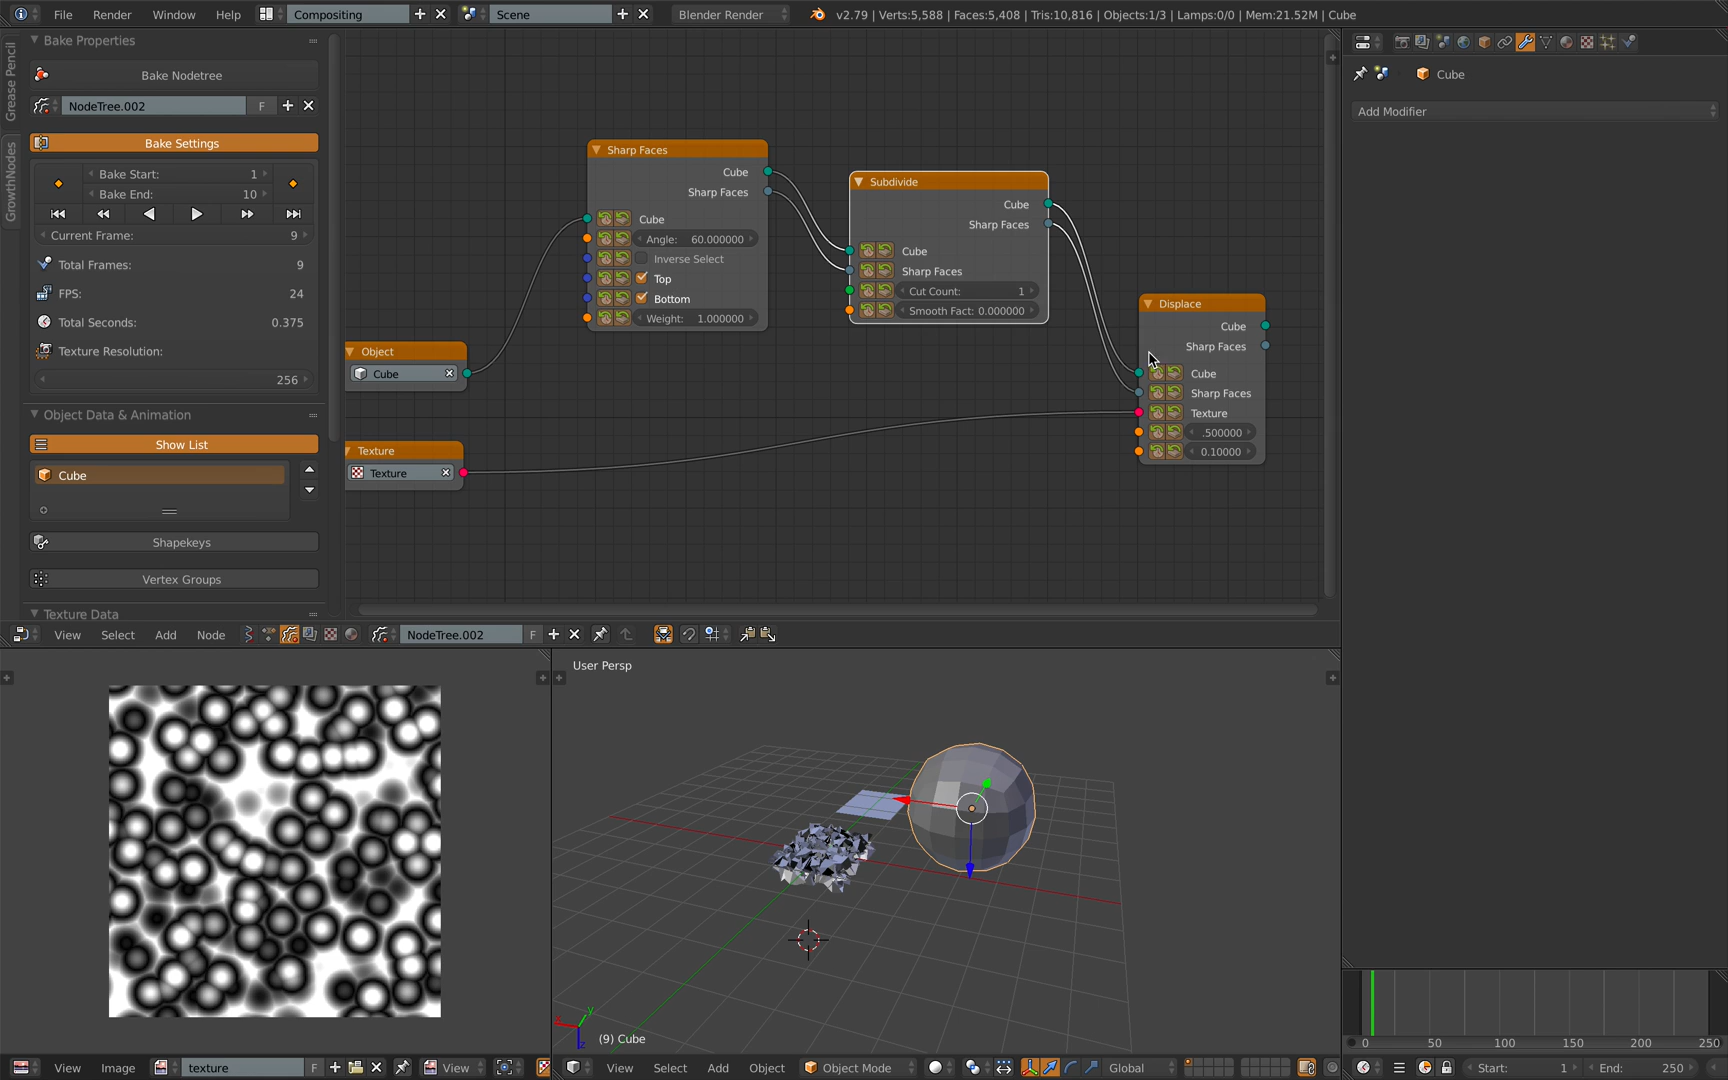 File Render Window Help Compositing Scene Blender Render v2.79 | Verts:5,588 | Faces:5,408 | Tris:10,816 | Objects:1/3 | Lamps:0/0 | Mem:21.52M | Cube
Grease Pencil
GrowthNodes
Bake Properties
Bake Nodetree
NodeTree.002 F
Bake Settings
Bake Start: 1
Bake End: 10
Current Frame: 9
Total Frames: 9
FPS: 24
Total Seconds: 0.375
Texture Resolution:
256
Object Data & Animation
Show List
Cube
Shapekeys
Vertex Groups
Texture Data
Object
Cube
Texture
Texture
Sharp Faces
Cube
Sharp Faces
Cube
Angle: 60.000000
Inverse Select
Top
Bottom
Weight: 1.000000
Subdivide
Cube
Sharp Faces
Cube
Sharp Faces
Cut Count: 1
Smooth Fact: 0.000000
Displace
Cube
Sharp Faces
Cube
Sharp Faces
Texture
.500000
0.10000
Cube
Add Modifier
View Select Add Node NodeTree.002 F
User Persp
(9) Cube
View Image texture F View
View Select Add Object Object Mode Global
0 50 100 150 200 250
Start: 1 End: 250